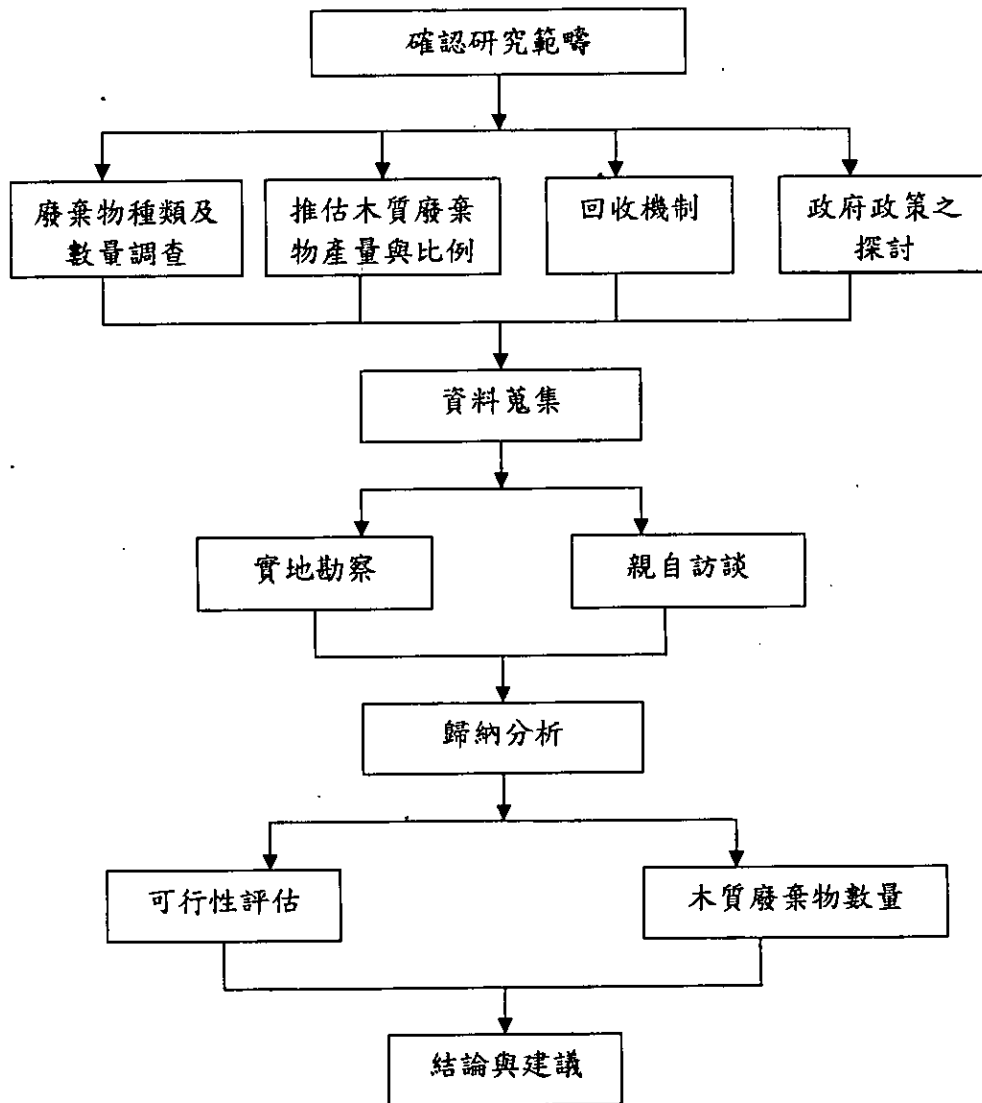 確認研究範疇
廢棄物種類及
數量調查
推估木質廢棄
物產量與比例
回收機制
政府政策之
探討
資料蒐集
實地勘察
親自訪談
歸納分析
可行性評估
木質廢棄物數量
結論與建議